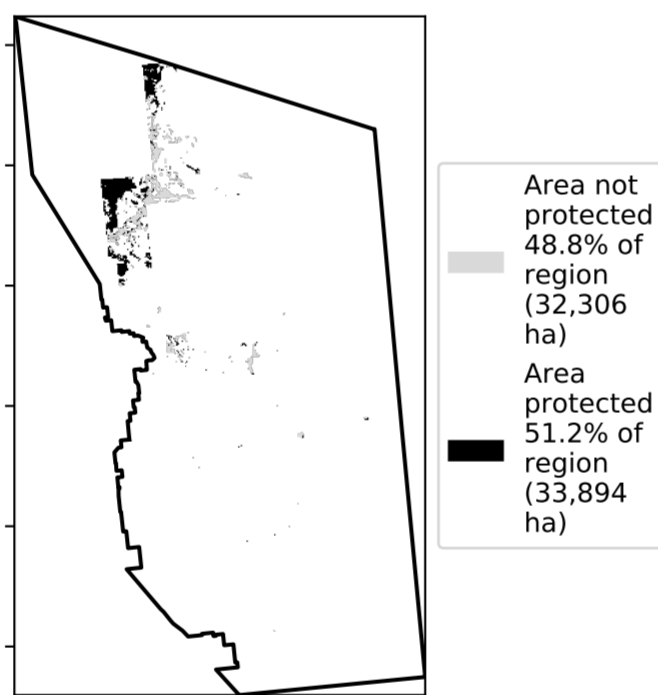 Area not
protected
48.8% of
region
(32,306
ha)
Area
protected
51.2% of
region
(33,894
ha)